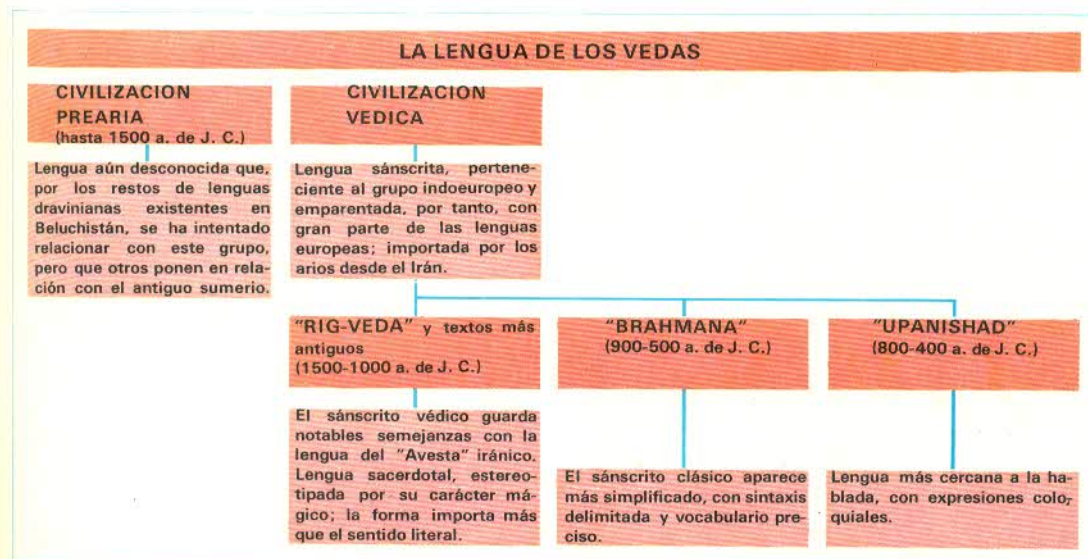 LA LENGUA DE LOS VEDAS
CIVILIZACION
PREARIA
(hasta 1500 a. de J. C.)
Lengua aún desconocida que,
por los restos de lenguas
dravinianas existentes en
Beluchistán, se ha intentado
relacionar con este grupo,
pero que otros ponen en rela-
ción con el antiguo sumerio.
CIVILIZACION
VEDICA
Lengua sánscrita, pertene-
ciente al grupo indoeuropeo y
emparentada, por tanto, con
gran parte de las lenguas
europeas; importada por los
arios desde el Irán.
"RIG-VEDA" y textos más
antiguos
(1500-1000 a. de J. C.)
El sánscrito védico guarda
notables semejanzas con la
lengua del "Avesta" iránico.
Lengua sacerdotal, estereo-
tipada por su carácter má-
gico; la forma importa más
que el sentido literal.
"BRAHMANA"
(900-500 a. de J. C.)
El sánscrito clásico aparece
más simplificado, con sintaxis
delimitada y vocabulario pre-
ciso.
"UPANISHAD"
(800-400 a. de J. C.)
Lengua más cercana a la ha-
blada, con expresiones colo-
quiales.